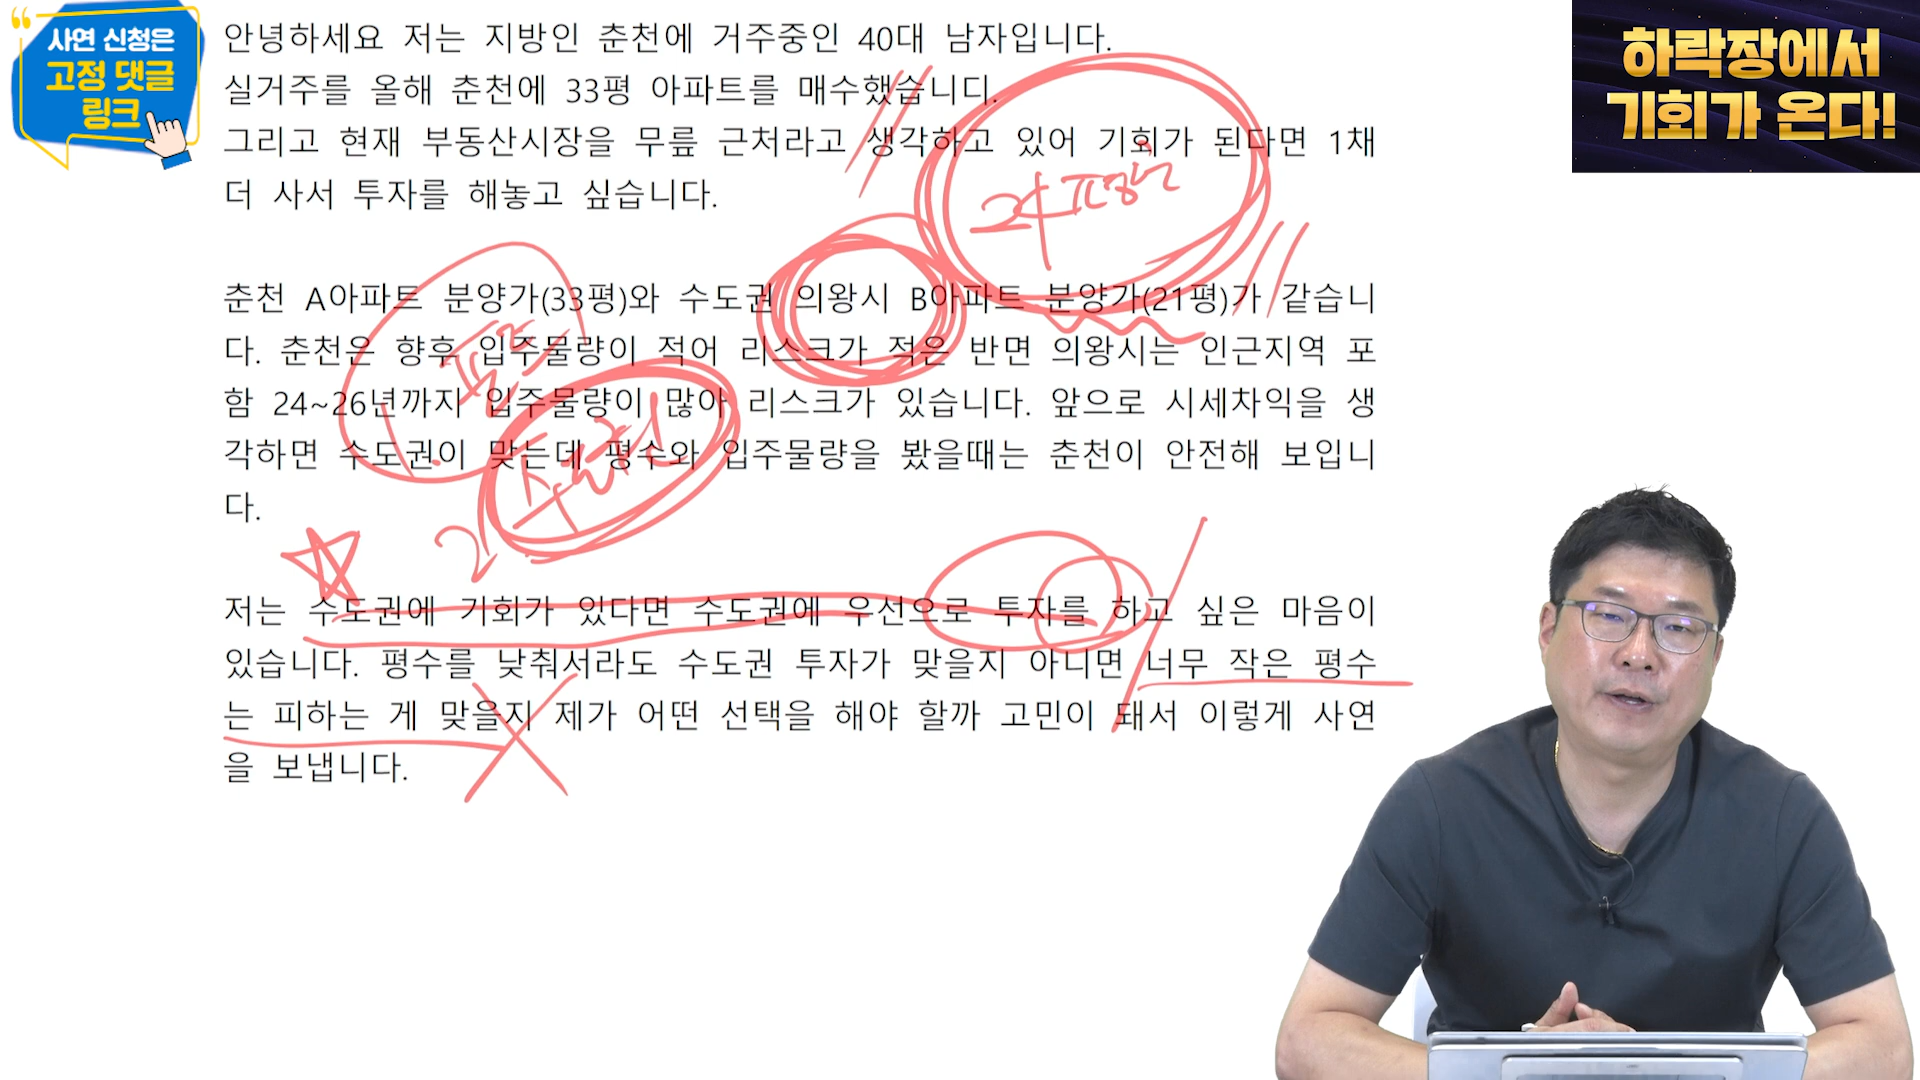 사연 신청은
고정 댓글
링크
하락장에서
기회가 온다!
안녕하세요 저는 지방인 춘천에 거주중인 40대 남자입니다.
실거주를 올해 춘천에 33평 아파트를 매수했습니디.
그리고 현재 부동산시장을 무릎 근처라고 생각하고 있어 기회가 된다면 1채
더 사서 투자를 해놓고 싶습니다.
24평형
춘천 A아파트 분양가(33평)와 수도권 의왕시 B아파트 분양가(21평)가 같습니
다. 춘천은 향후 입주물량이 적어 리스크가 적은 반면 의왕시는 인근지역 포
함 24~26년까지 입주물량이 많아 리스크가 있습니다. 앞으로 시세차익을 생
각하면 수도권이 맞는데 평수와 입주물량을 봤을때는 춘천이 안전해 보입니
다.
저는 수도권에 기회가 있다면 수도권에 우선으로 투자를 하고 싶은 마음이
있습니다. 평수를 낮춰서라도 수도권 투자가 맞을지 아니면 너무 작은 평수
는 피하는 게 맞을지 제가 어떤 선택을 해야 할까 고민이 돼서 이렇게 사연
을 보냅니다.